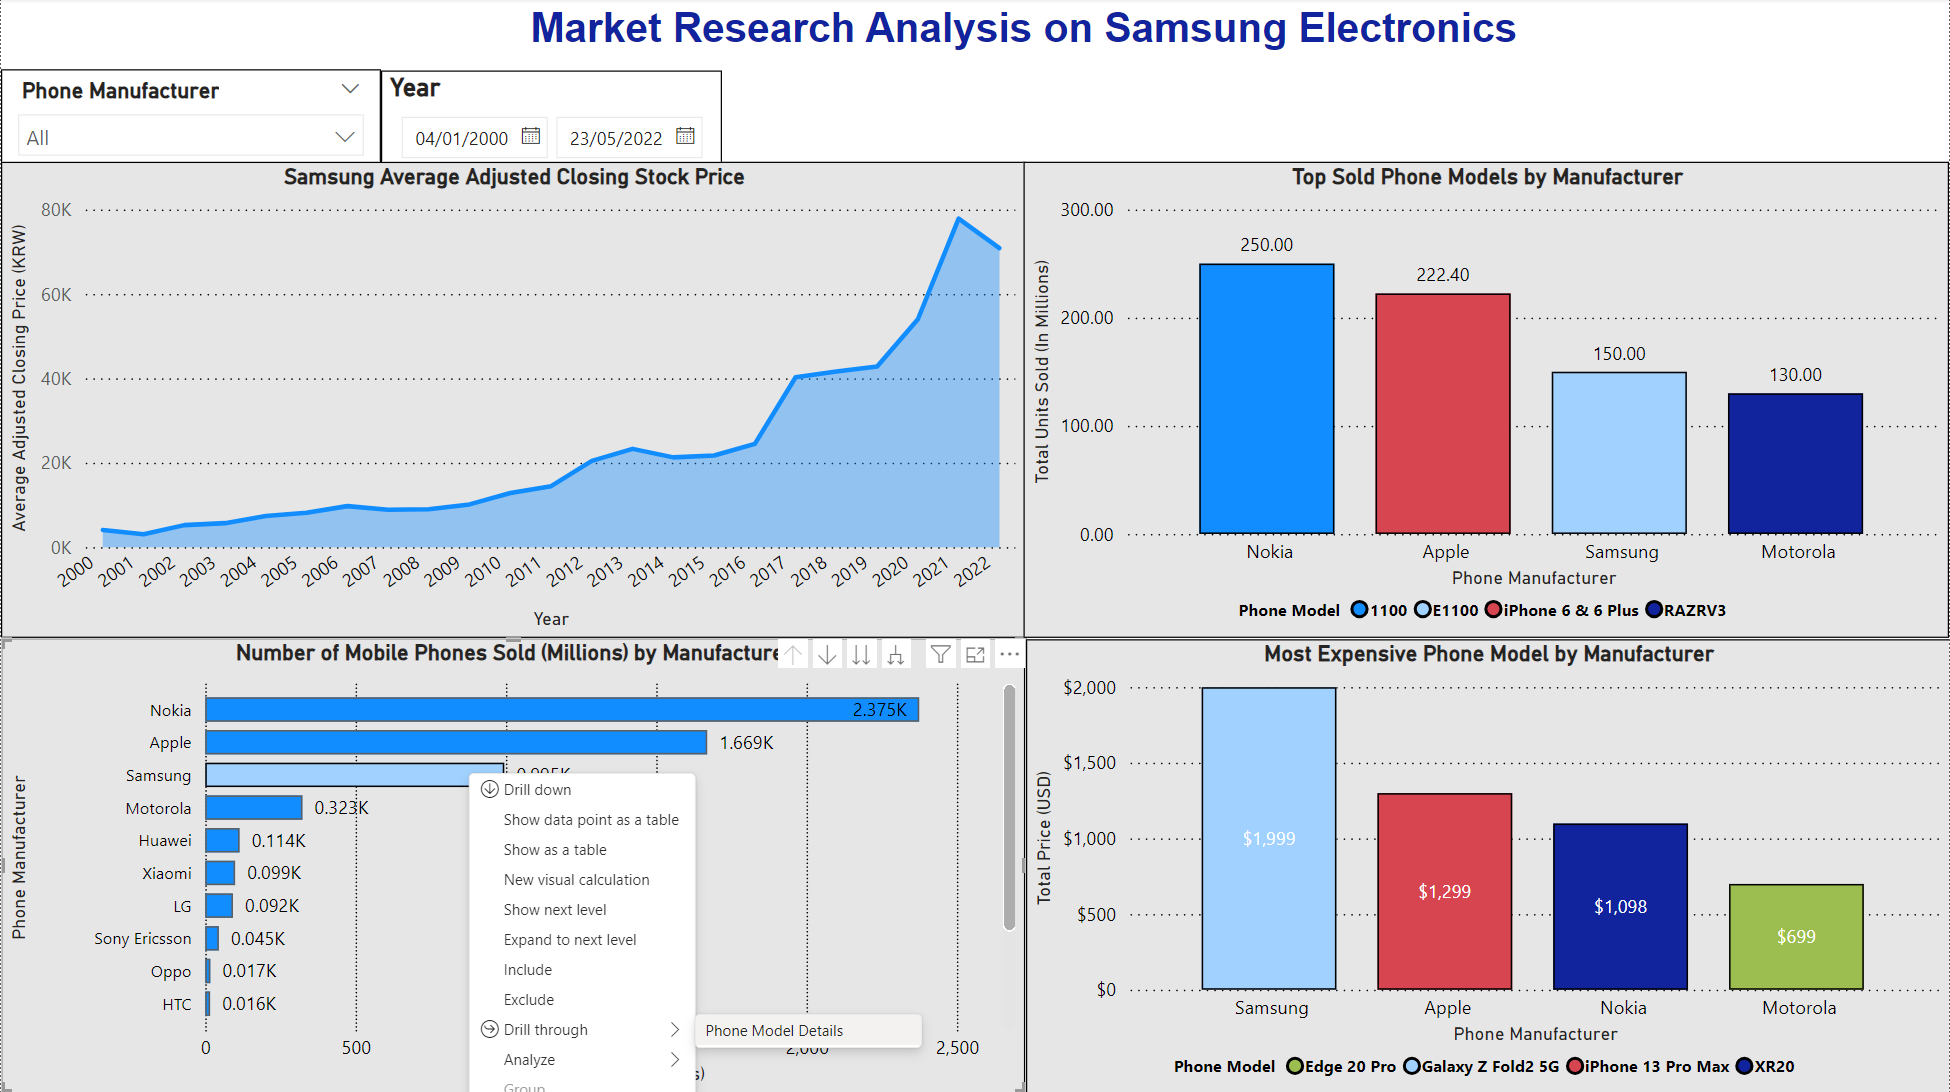 Market Research Analysis on Samsung Electronics
Phone Manufacturer
All
Year
04/01/2000
23/05/2022
Samsung Average Adjusted Closing Stock Price
Average Adjusted Closing Price (KRW)
80K
60K
40K
20K
0K
2000
2001
2002
2003
2004
2005
2006
2007
2008
2009
2010
2011
2012
2013
2014
2015
2016
2017
2018
2019
2020
2021
2022
Year
Top Sold Phone Models by Manufacturer
Total Units Sold (In Millions)
300.00
200.00
100.00
0.00
250.00
222.40
150.00
130.00
Nokia
Apple
Samsung
Motorola
Phone Manufacturer
Phone Model 1100 E1100 iPhone 6 & 6 Plus RAZRV3
Number of Mobile Phones Sold (Millions) by Manufacture
Phone Manufacturer
Nokia 2.375K
Apple 1.669K
Samsung
Motorola 0.323K
Huawei 0.114K
Xiaomi 0.099K
LG 0.092K
Sony Ericsson 0.045K
Oppo 0.017K
HTC 0.016K
0
500
2,000
2,500
s)
Drill down
Show data point as a table
Show as a table
New visual calculation
Show next level
Expand to next level
Include
Exclude
Drill through
Phone Model Details
Analyze
Group
Most Expensive Phone Model by Manufacturer
Total Price (USD)
$2,000
$1,500
$1,000
$500
$0
$1,999
$1,299
$1,098
$699
Samsung
Apple
Nokia
Motorola
Phone Manufacturer
Phone Model Edge 20 Pro Galaxy Z Fold2 5G iPhone 13 Pro Max XR20